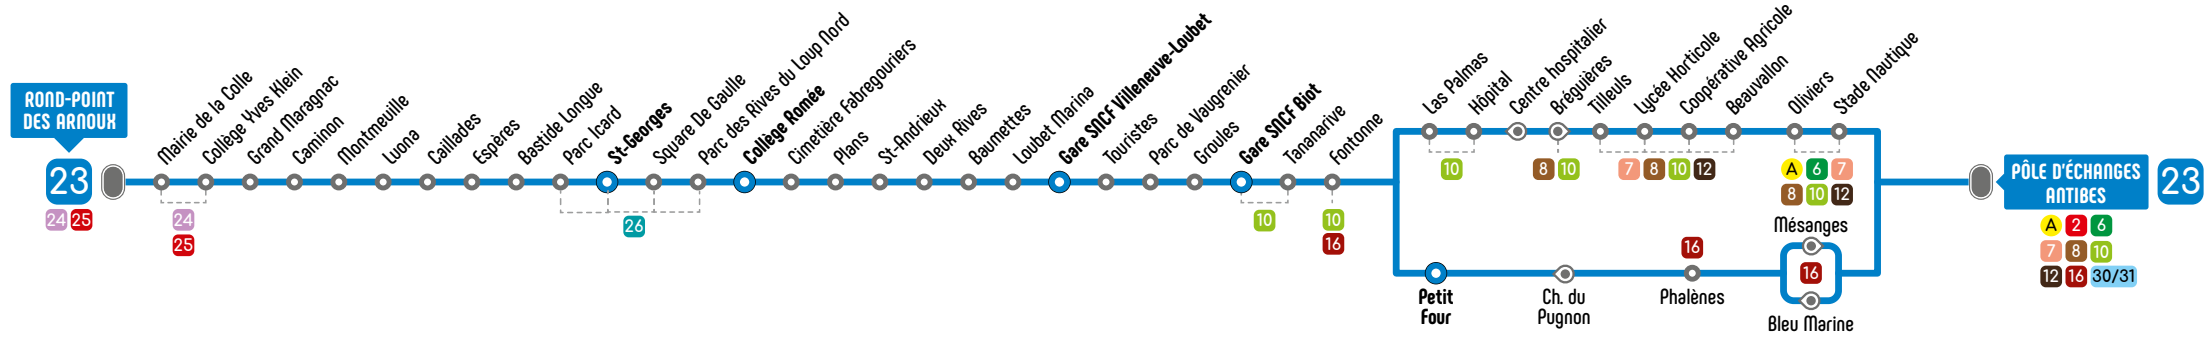 ROND-POINT
DES ARNOUX
23
24 25
Mairie de la Colle
Collège Yves Klein
24
25
Grand Maragnac
Caminon
Montmeuille
Luona
Caillades
Espères
Bastide Longue
Parc Icard
St-Georges
Square De Gaulle
Parc des Rives du Loup Nord
26
Collège Romée
Cimetière Fabregouriers
Plans
St-Andrieux
Deux Rives
Baumettes
Loubet Marina
Gare SNCF Villeneuve-Loubet
Touristes
Parc de Vaugrenier
Groules
Gare SNCF Biot
Tananarive
10
Fontonne
10
16
Las Palmas
Hôpital
10
Centre hospitalier
Bréguières
8 10
Tilleuls
Lycée Horticole
Coopérative Agricole
Beauvallon
7 8 10 12
Oliviers
Stade Nautique
A 6 7
8 10 12
Petit
Four
Ch. du
Pugnon
16
Phalènes
Mésanges
16
Bleu Marine
PÔLE D'ÉCHANGES
ANTIBES
23
A 2 6
7 8 10
12 16 30/31